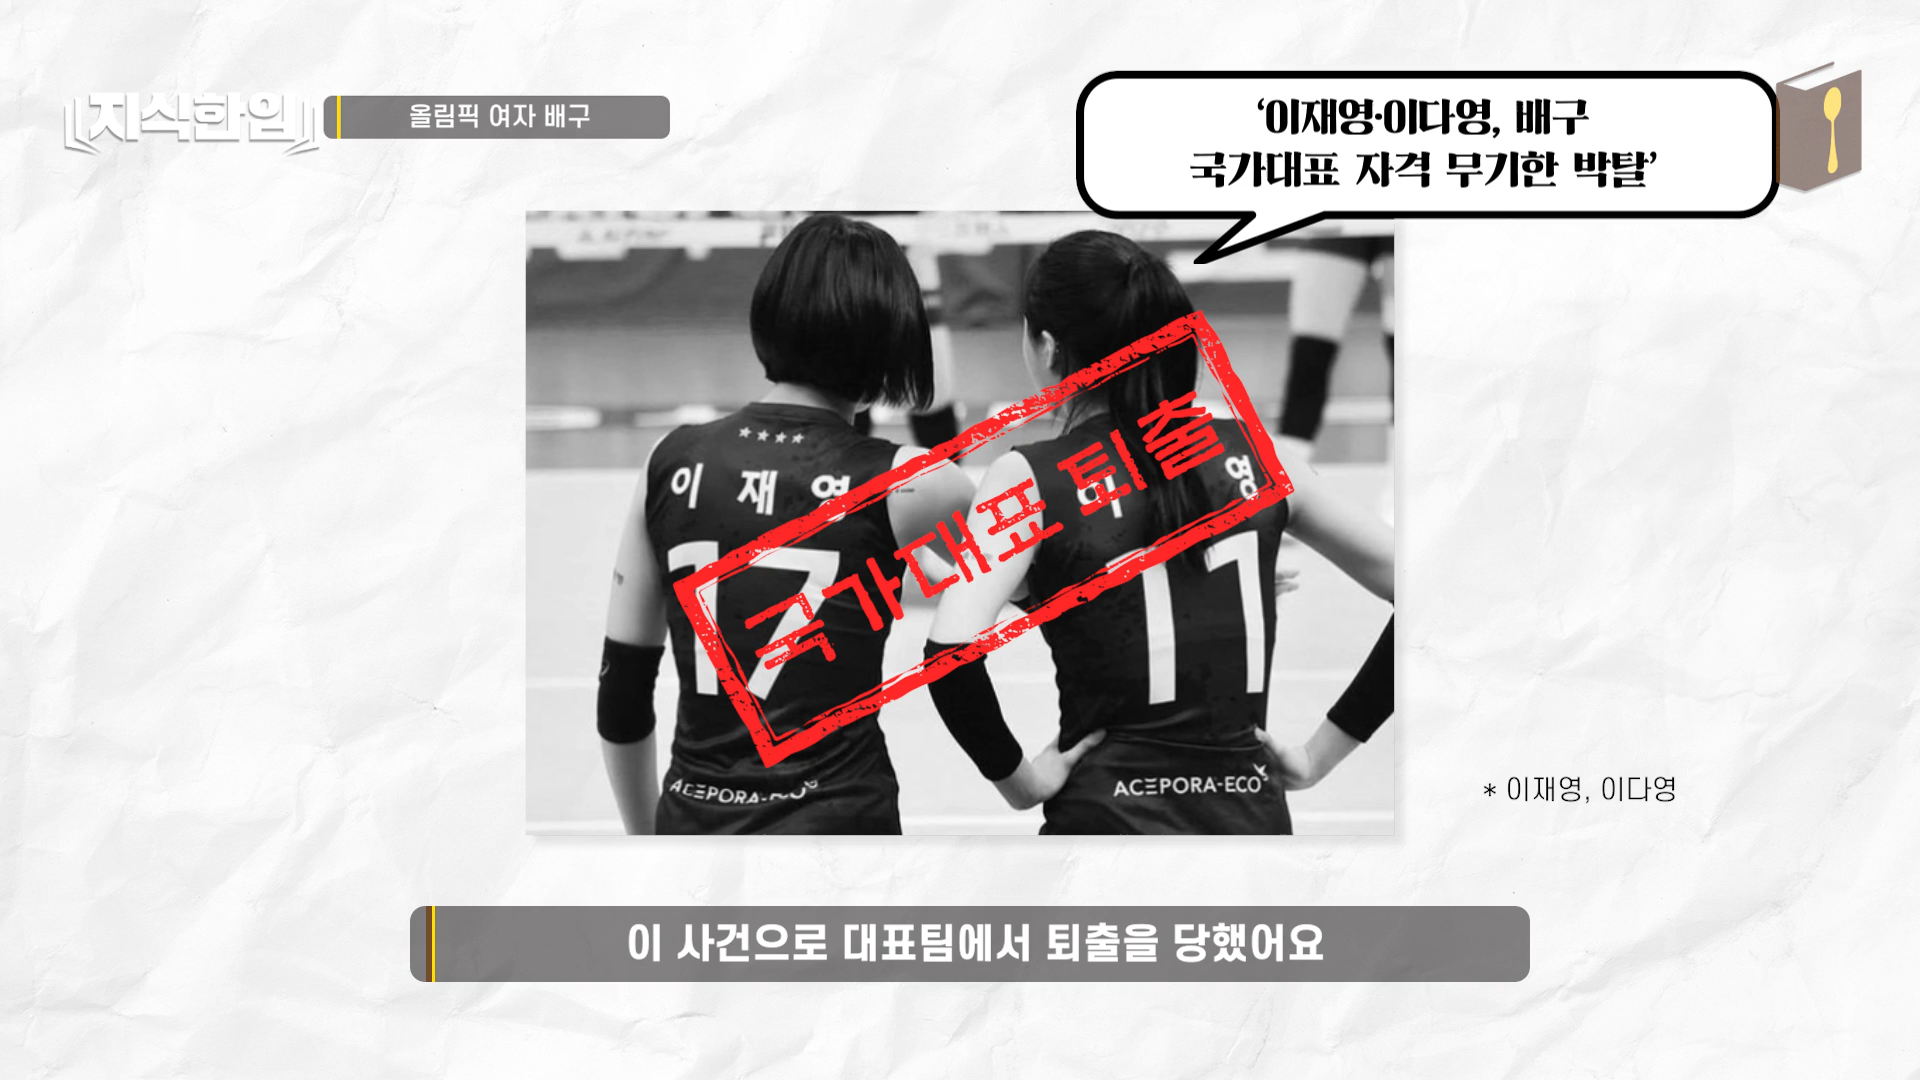 지식한입
올림픽 여자 배구
‘이재영·이다영, 배구
국가대표 자격 무기한 박탈’
이 재 영
17
이 영
11
국가대표 퇴출
ACEPORA-ECO
ACEPORA-ECO
* 이재영, 이다영
이 사건으로 대표팀에서 퇴출을 당했어요